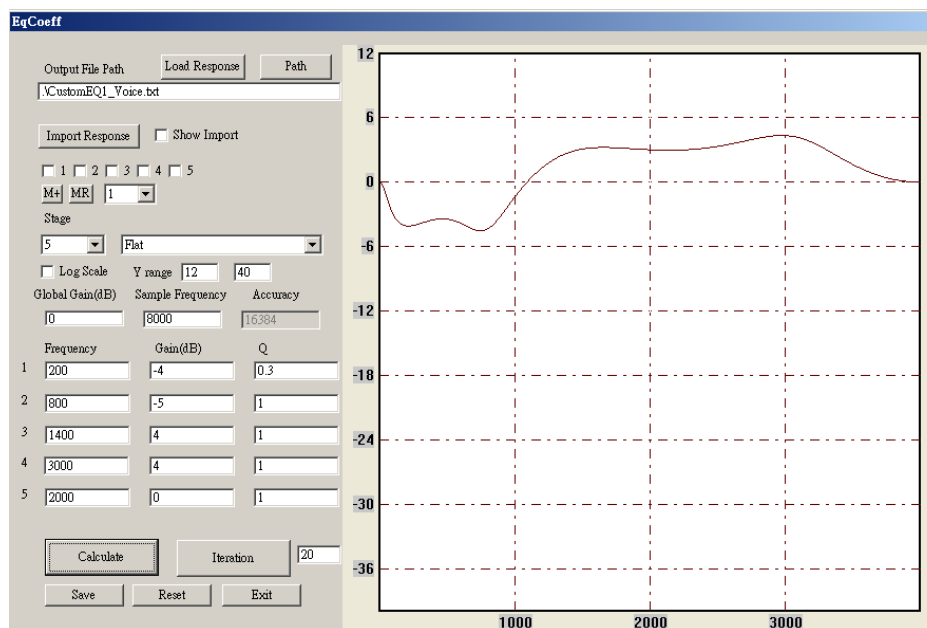 EqCoeff
Output File Path Load Response Path
.\CustomEQ1_Voice.txt
Import Response Show Import
1 2 3 4 5
M+ MR 1
Stage
5 Flat
Log Scale Y range 12 40
Global Gain(dB) Sample Frequency Accuracy
0 8000 16384
Frequency Gain(dB) Q
1 200 -4 0.3
2 800 -5 1
3 1400 4 1
4 3000 4 1
5 2000 0 1
Calculate Iteration 20
Save Reset Exit
12
6
0
-6
-12
-18
-24
-30
-36
1000 2000 3000